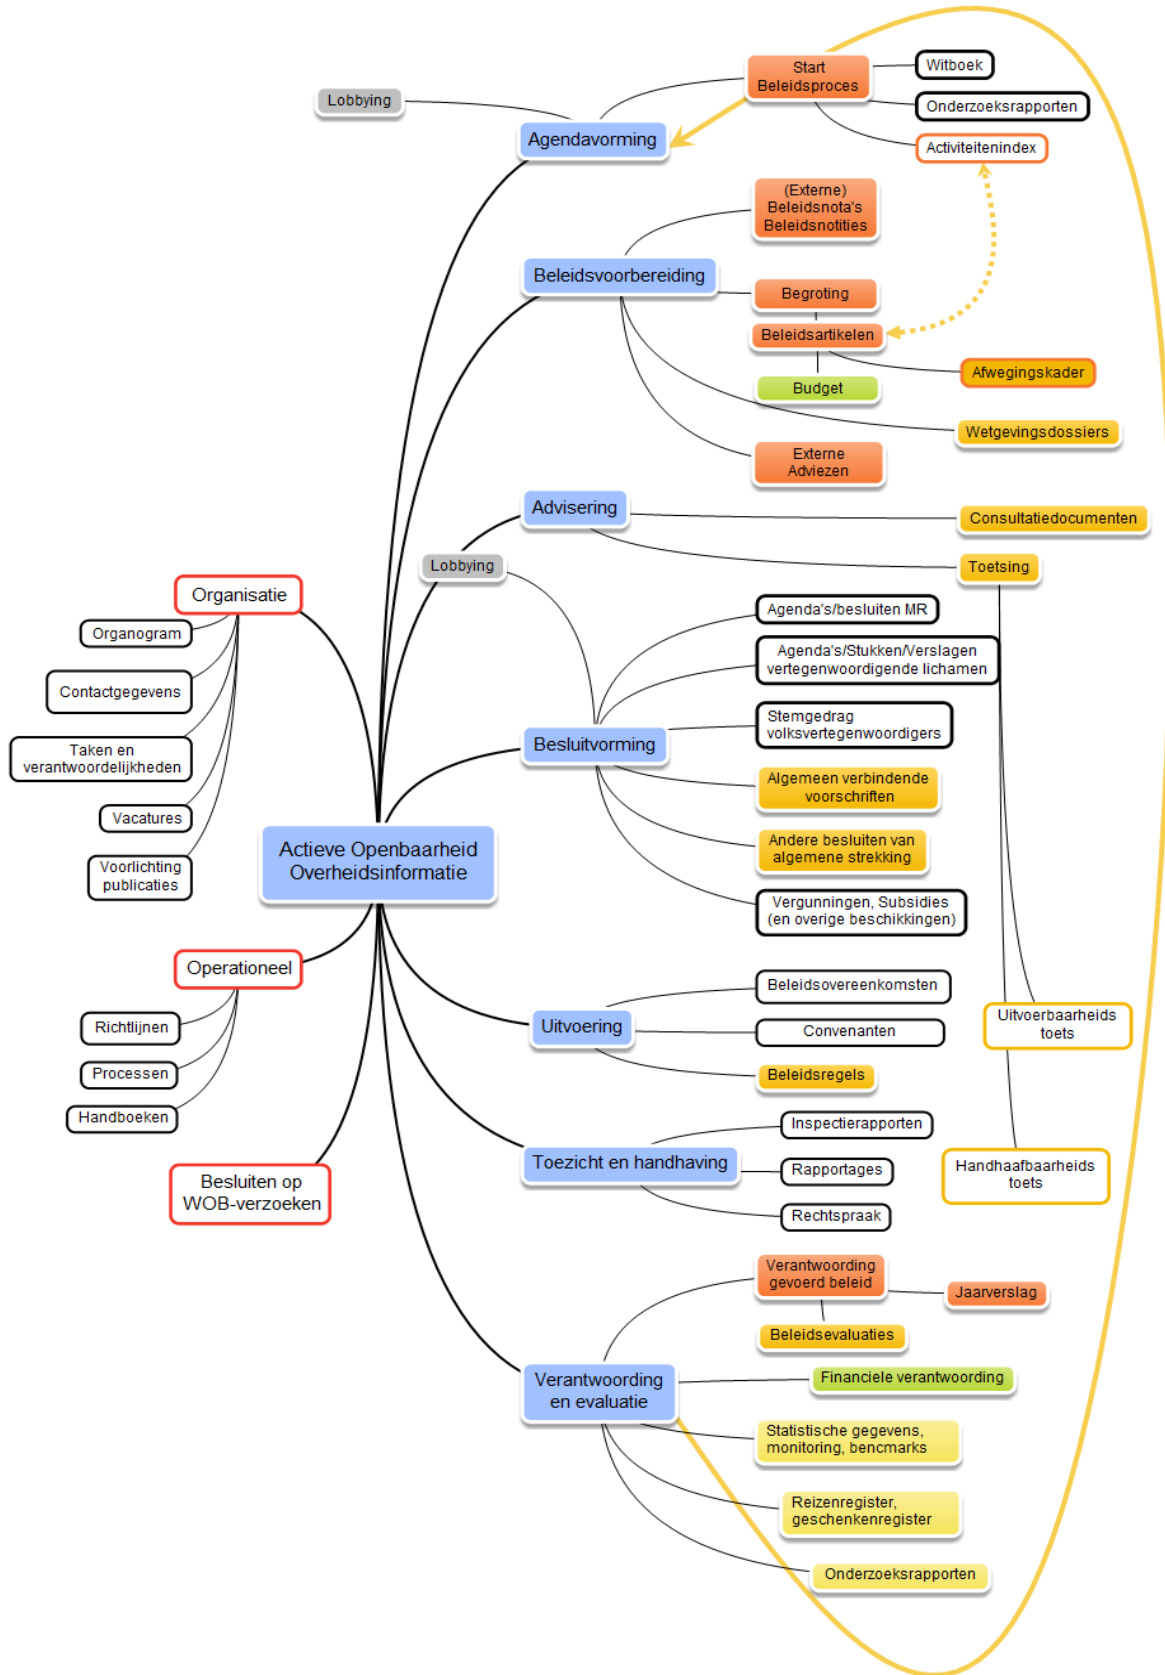 Start
Beleidsproces
Witboek
Onderzoeksrapporten
Activiteitenindex
Lobbying
Agendavorming
(Externe)
Beleidsnota's
Beleidsnotities
Beleidsvoorbereiding
Begroting
Beleidsartikelen
Afwegingskader
Budget
Wetgevingsdossiers
Externe
Adviezen
Advisering
Consultatiedocumenten
Lobbying
Toetsing
Organisatie
Organogram
Contactgegevens
Taken en
verantwoordelijkheden
Vacatures
Voorlichting
publicaties
Agenda's/besluiten MR
Agenda's/Stukken/Verslagen
vertegenwoordigende lichamen
Stemgedrag
volksvertegenwoordigers
Besluitvorming
Algemeen verbindende
voorschriften
Andere besluiten van
algemene strekking
Vergunningen, Subsidies
(en overige beschikkingen)
Actieve Openbaarheid
Overheidsinformatie
Operationeel
Richtlijnen
Processen
Handboeken
Beleidsovereenkomsten
Uitvoering
Convenanten
Beleidsregels
Uitvoerbaarheids
toets
Inspectierapporten
Toezicht en handhaving
Rapportages
Rechtspraak
Handhaafbaarheids
toets
Besluiten op
WOB-verzoeken
Verantwoording
gevoerd beleid
Jaarverslag
Beleidsevaluaties
Verantwoording
en evaluatie
Financiele verantwoording
Statistische gegevens,
monitoring, bencmarks
Reizenregister,
geschenkenregister
Onderzoeksrapporten